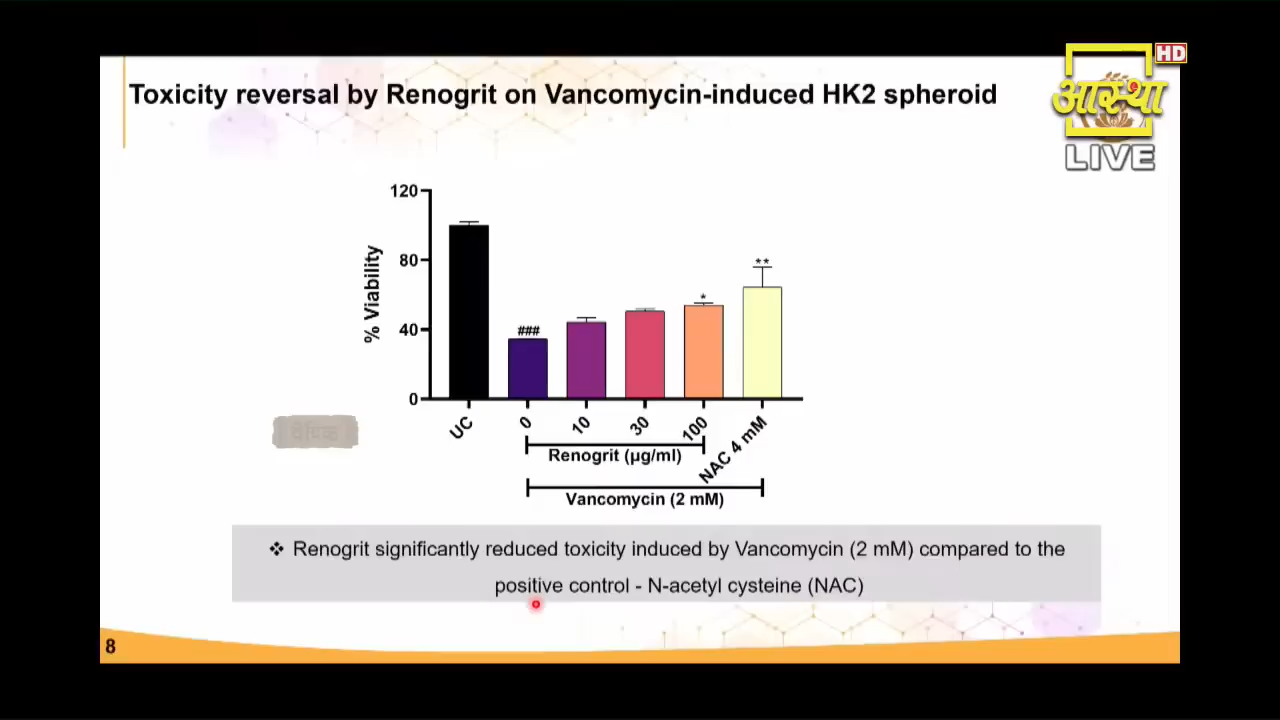 Toxicity reversal by Renogrit on Vancomycin-induced HK2 spheroid
HD
आस्था
LIVE
120
80
40
0
% Viability
###
*
**
UC
0
10
30
100
NAC 4 mM
Renogrit (µg/ml)
Vancomycin (2 mM)
❖ Renogrit significantly reduced toxicity induced by Vancomycin (2 mM) compared to the
positive control - N-acetyl cysteine (NAC)
8